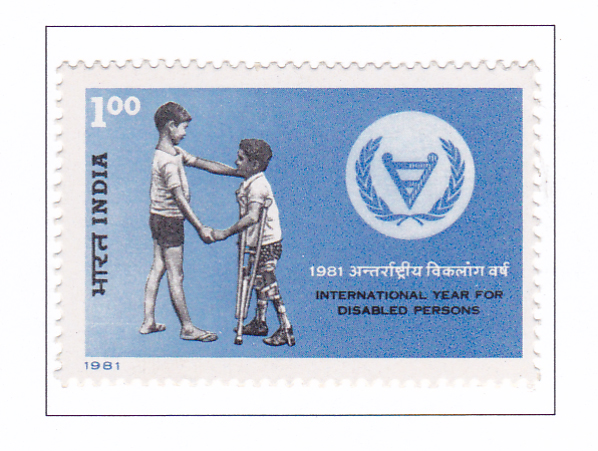 1.00
भारत INDIA
1981 अन्तर्राष्ट्रीय विकलांग वर्ष
INTERNATIONAL YEAR FOR
DISABLED PERSONS
1981